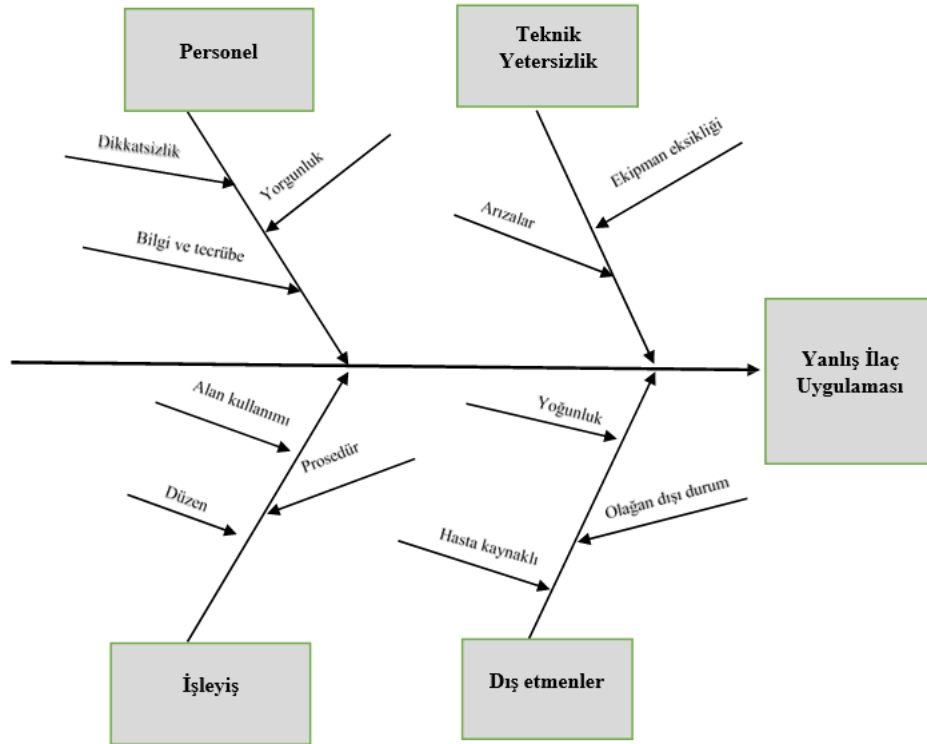 Personel
Teknik
Yetersizlik
Dikkatsizlik
Yorgunluk
Bilgi ve tecrübe
Ekipman eksikliği
Arızalar
Yanlış İlaç
Uygulaması
Alan kullanımı
Prosedür
Düzen
Yoğunluk
Olağan dışı durum
Hasta kaynaklı
İşleyiş
Dış etmenler